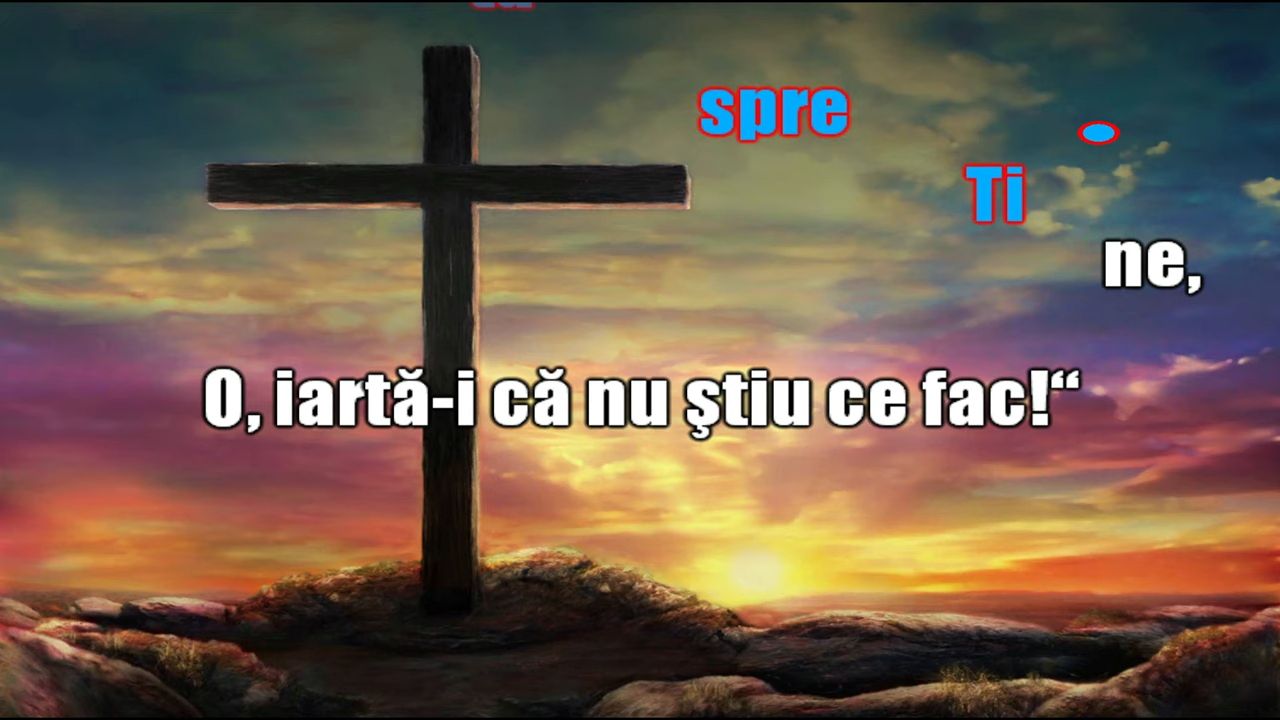 spre
Ti
ne,
O, iartă-i că nu ştiu ce fac!“